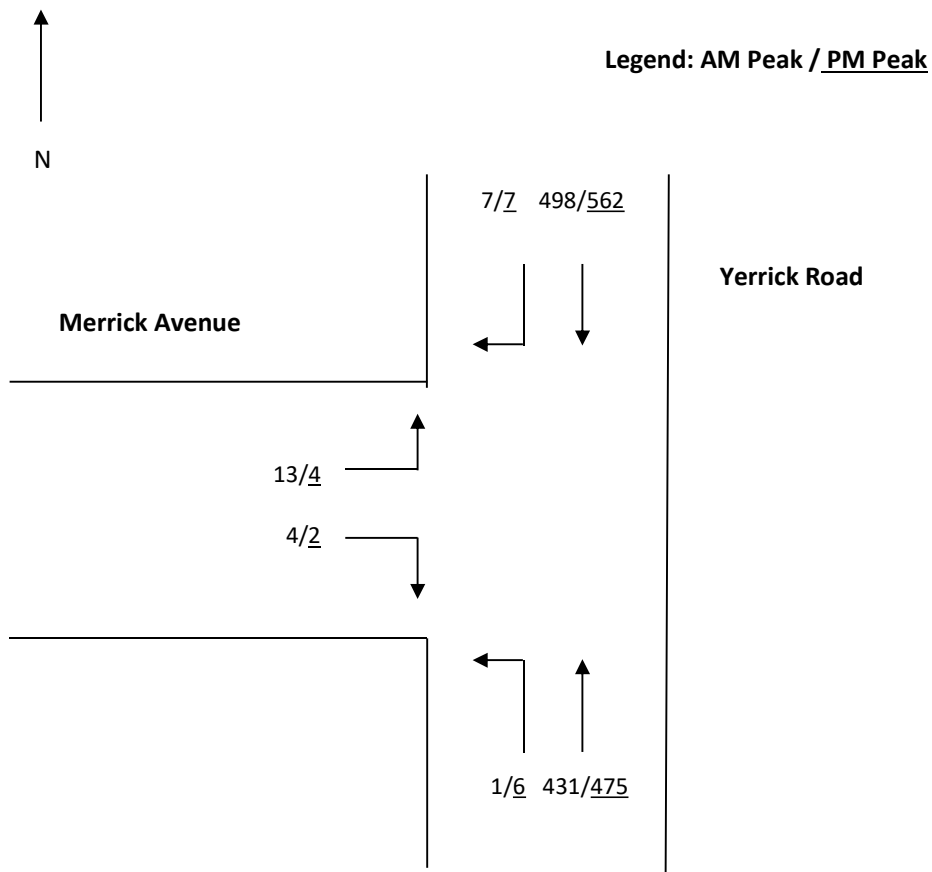 Legend: AM Peak / PM Peak
N
7/7 498/562
Yerrick Road
Merrick Avenue
13/4
4/2
1/6 431/475